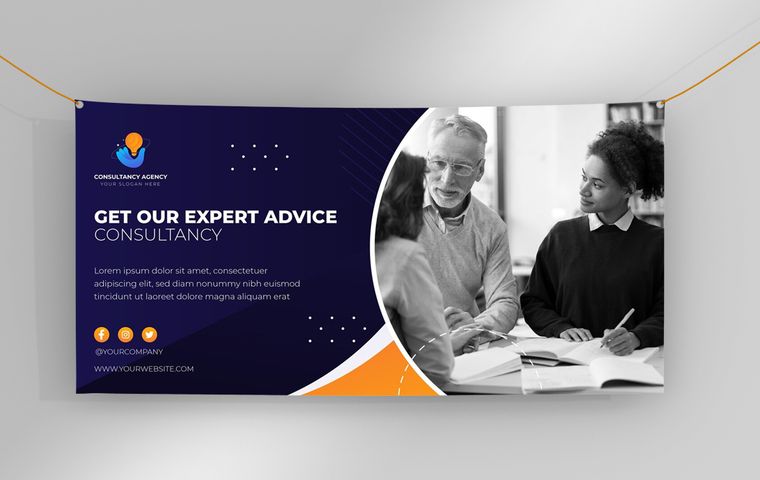 CONSULTANCY AGENCY
YOUR SLOGAN HERE
GET OUR EXPERT ADVICE
CONSULTANCY
Lorem ipsum dolor sit amet, consectetuer
adipiscing elit, sed diam nonummy nibh euismod
tincidunt ut laoreet dolore magna aliquam erat
@YOURCOMPANY
WWW.YOURWEBSITE.COM